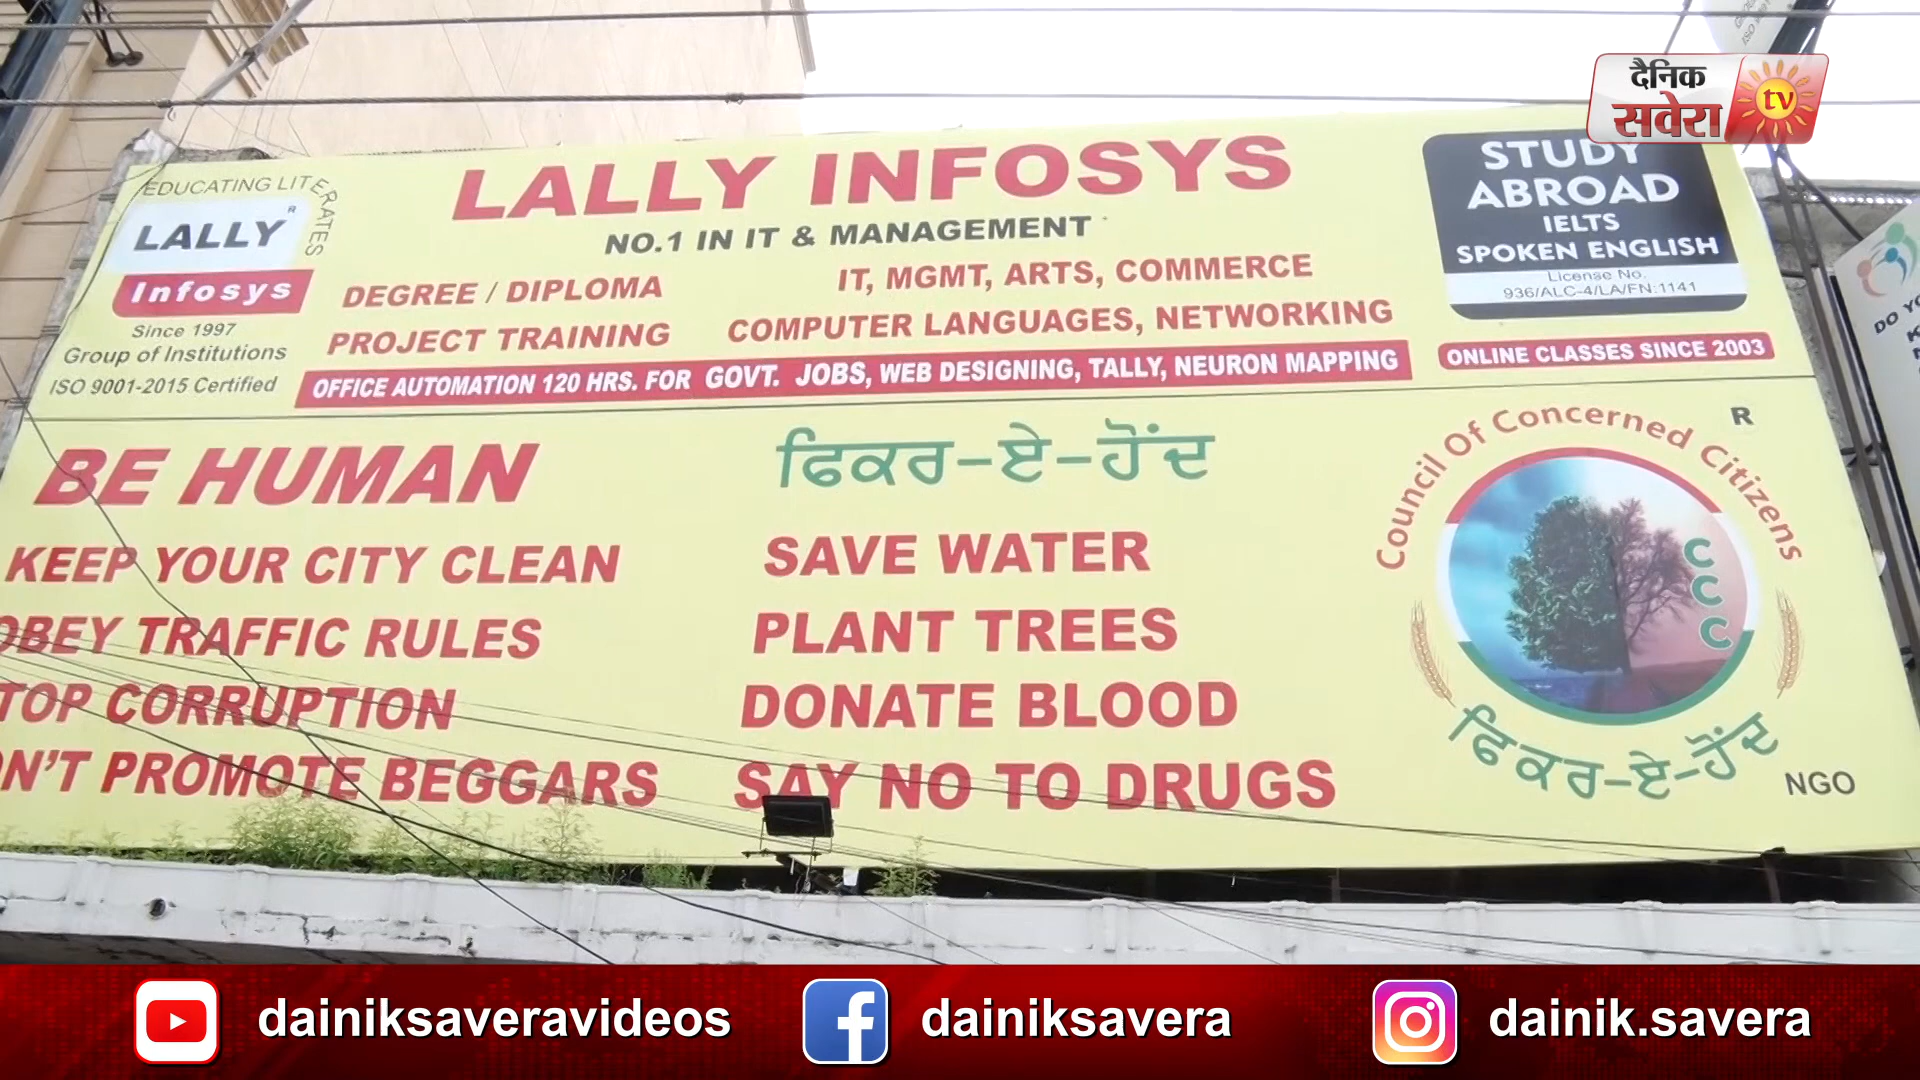 दैनिक
सवेरा
tv
EDUCATING LITERATES
LALLY R
Infosys
Since 1997
Group of Institutions
ISO 9001-2015 Certified
LALLY INFOSYS
NO.1 IN IT & MANAGEMENT
DEGREE / DIPLOMA
PROJECT TRAINING
IT, MGMT, ARTS, COMMERCE
COMPUTER LANGUAGES, NETWORKING
OFFICE AUTOMATION 120 HRS. FOR GOVT. JOBS, WEB DESIGNING, TALLY, NEURON MAPPING
STUDY
ABROAD
IELTS
SPOKEN ENGLISH
License No.
936/ALC-4/LA/FN:1141
ONLINE CLASSES SINCE 2003
BE HUMAN
KEEP YOUR CITY CLEAN
OBEY TRAFFIC RULES
TOP CORRUPTION
ON'T PROMOTE BEGGARS
ਫਿਕਰ-ਏ-ਹੋਂਦ
SAVE WATER
PLANT TREES
DONATE BLOOD
SAY NO TO DRUGS
Council Of Concerned Citizens
R
CCC
ਫਿਕਰ-ਏ-ਹੋਂਦ
NGO
DO YO
dainiksaveravideos
dainiksavera
dainik.savera